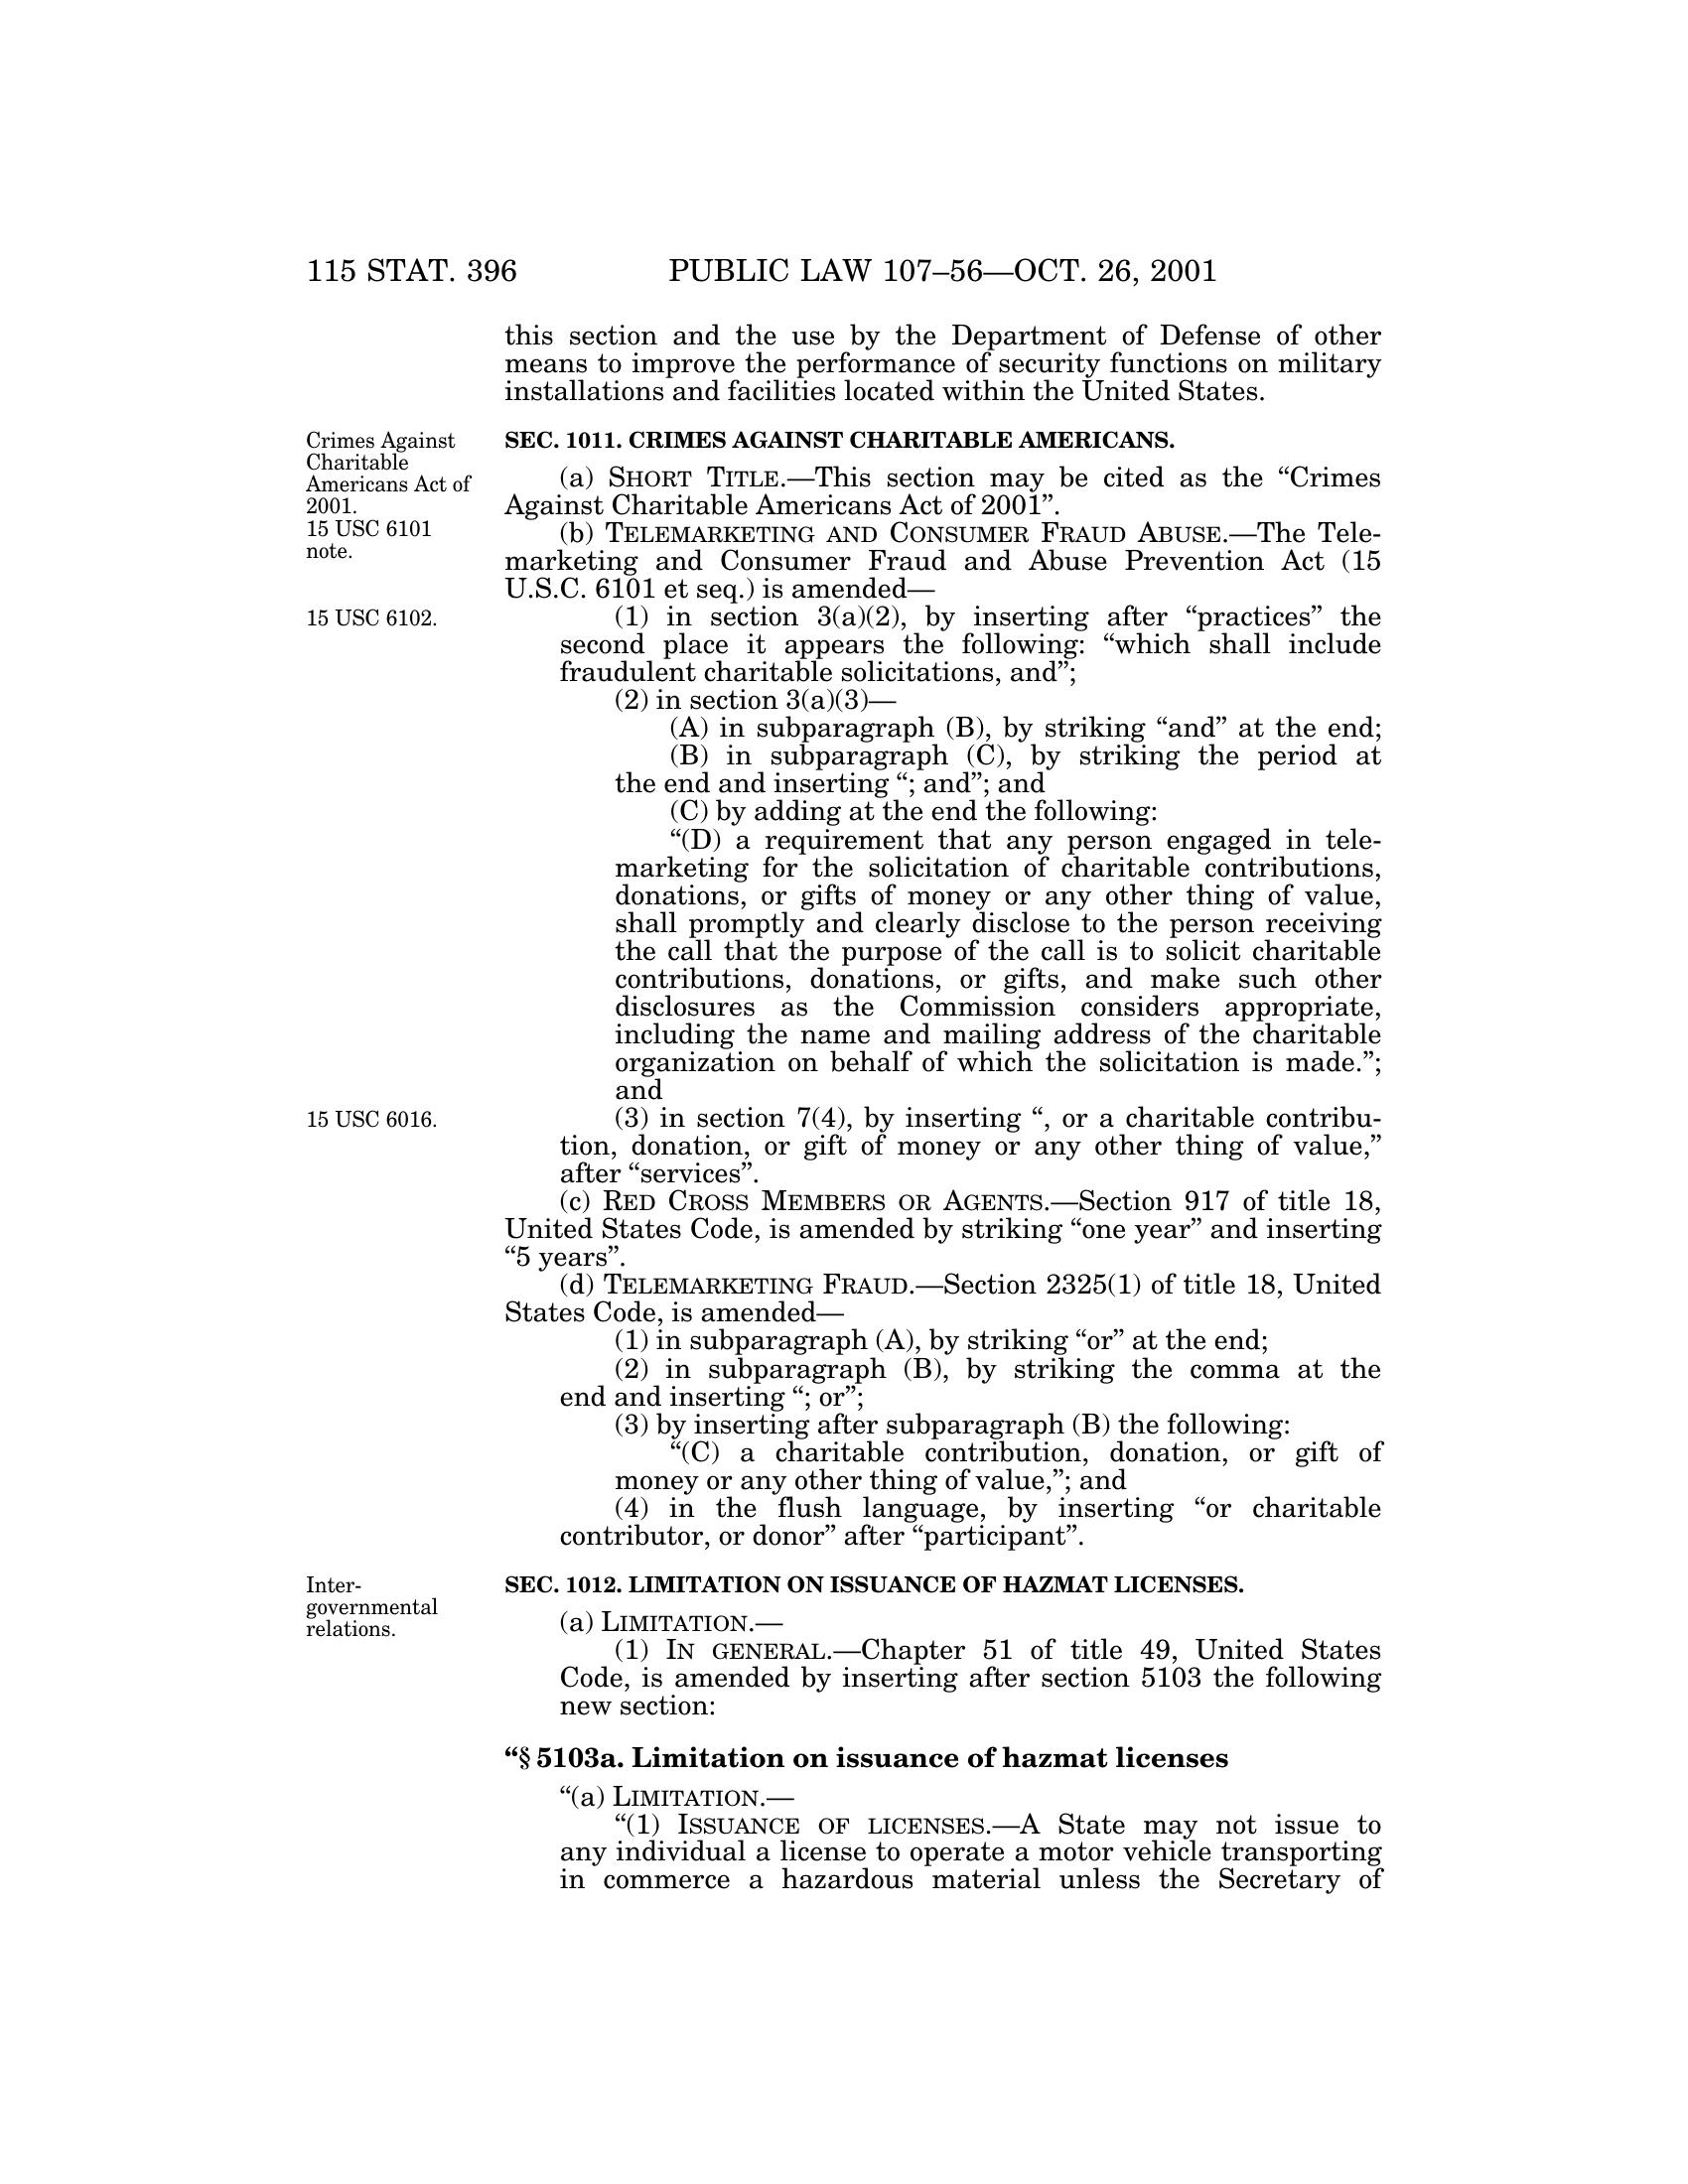 115 STAT. 396
PUBLIC LAW 107–56—OCT. 26, 2001
this section and the use by the Department of Defense of other
means to improve the performance of security functions on military
installations and facilities located within the United States.
Crimes Against
Charitable
Americans Act of
2001.
15 USC 6101
note.
SEC. 1011. CRIMES AGAINST CHARITABLE AMERICANS.
(a) SHORT TITLE.—This section may be cited as the “Crimes
Against Charitable Americans Act of 2001”.
(b) TELEMARKETING AND CONSUMER FRAUD ABUSE.—The Tele-
marketing and Consumer Fraud and Abuse Prevention Act (15
U.S.C. 6101 et seq.) is amended—
15 USC 6102.
(1) in section 3(a)(2), by inserting after “practices” the
second place it appears the following: “which shall include
fraudulent charitable solicitations, and”;
(2) in section 3(a)(3)—
(A) in subparagraph (B), by striking “and” at the end;
(B) in subparagraph (C), by striking the period at
the end and inserting “; and”; and
(C) by adding at the end the following:
“(D) a requirement that any person engaged in tele-
marketing for the solicitation of charitable contributions,
donations, or gifts of money or any other thing of value,
shall promptly and clearly disclose to the person receiving
the call that the purpose of the call is to solicit charitable
contributions, donations, or gifts, and make such other
disclosures as the Commission considers appropriate,
including the name and mailing address of the charitable
organization on behalf of which the solicitation is made.”;
and
15 USC 6016.
(3) in section 7(4), by inserting “, or a charitable contribu-
tion, donation, or gift of money or any other thing of value,”
after “services”.
(c) RED CROSS MEMBERS OR AGENTS.—Section 917 of title 18,
United States Code, is amended by striking “one year” and inserting
“5 years”.
(d) TELEMARKETING FRAUD.—Section 2325(1) of title 18, United
States Code, is amended—
(1) in subparagraph (A), by striking “or” at the end;
(2) in subparagraph (B), by striking the comma at the
end and inserting “; or”;
(3) by inserting after subparagraph (B) the following:
“(C) a charitable contribution, donation, or gift of
money or any other thing of value,”; and
(4) in the flush language, by inserting “or charitable
contributor, or donor” after “participant”.
Inter-
governmental
relations.
SEC. 1012. LIMITATION ON ISSUANCE OF HAZMAT LICENSES.
(a) LIMITATION.—
(1) IN GENERAL.—Chapter 51 of title 49, United States
Code, is amended by inserting after section 5103 the following
new section:
“§ 5103a. Limitation on issuance of hazmat licenses
“(a) LIMITATION.—
“(1) ISSUANCE OF LICENSES.—A State may not issue to
any individual a license to operate a motor vehicle transporting
in commerce a hazardous material unless the Secretary of